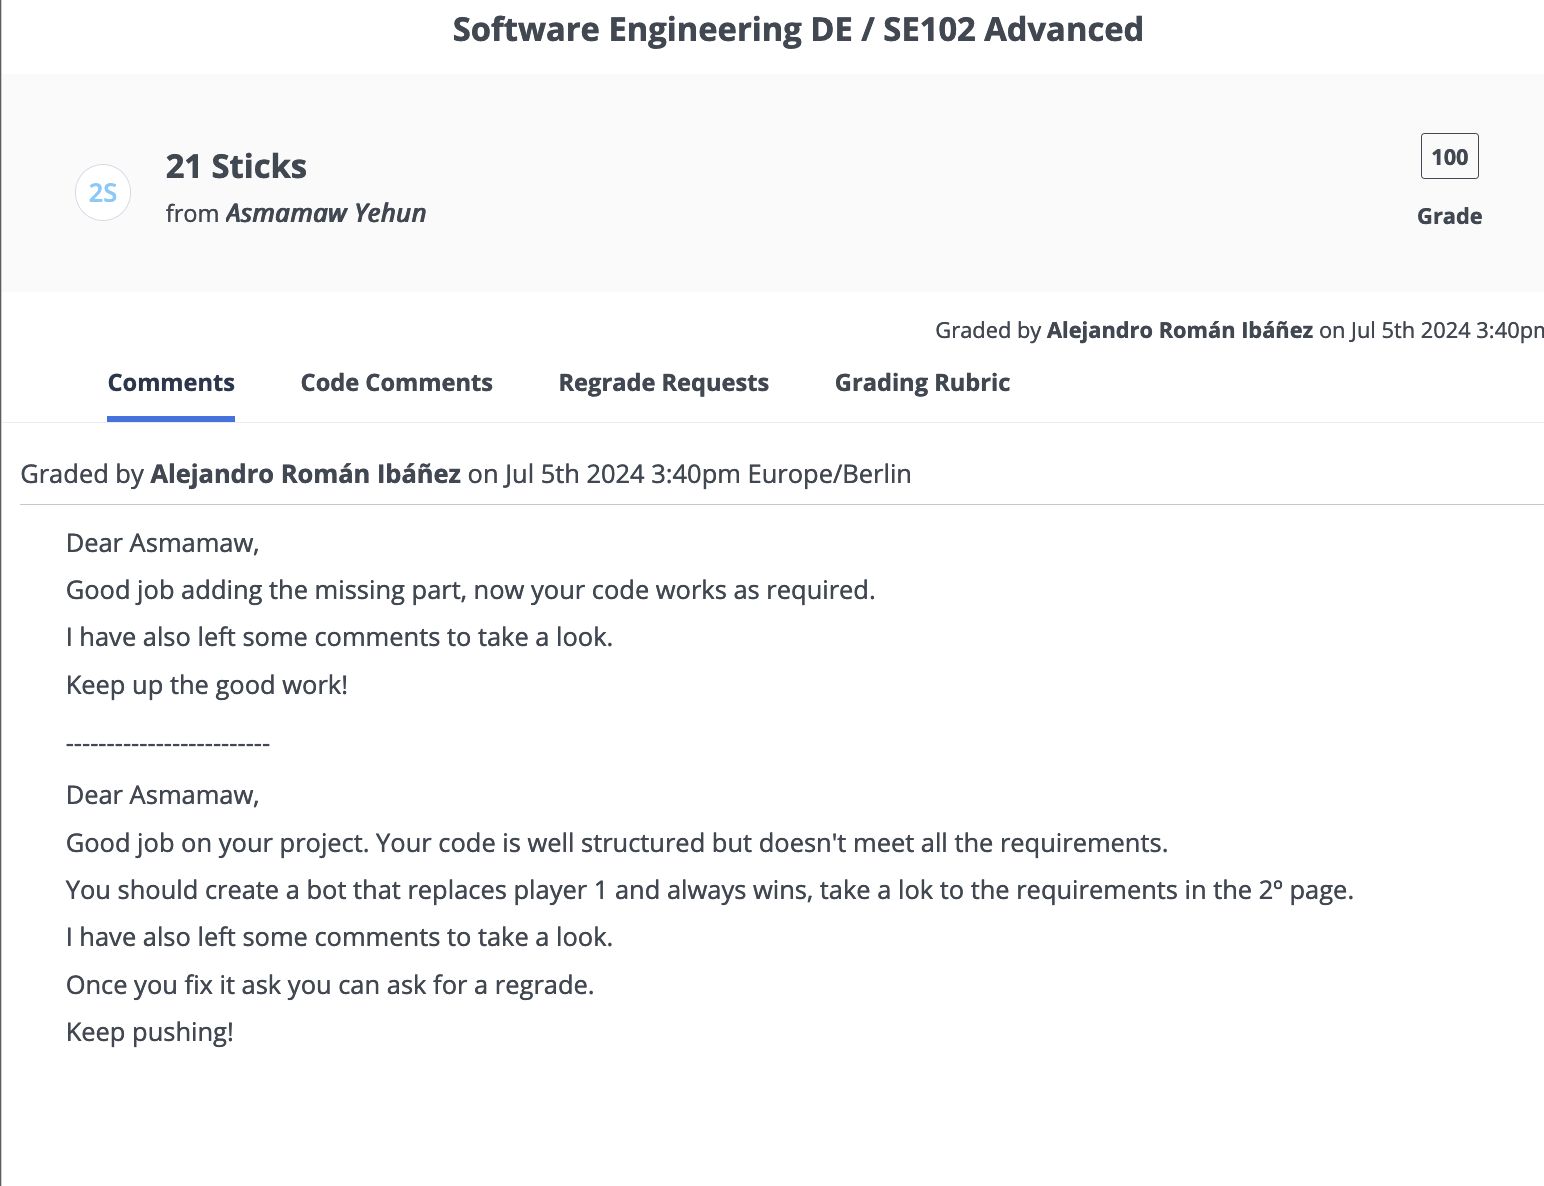 Software Engineering DE / SE102 Advanced
2S
21 Sticks
from Asmamaw Yehun
100
Grade
Graded by Alejandro Román Ibáñez on Jul 5th 2024 3:40pm
Comments
Code Comments
Regrade Requests
Grading Rubric
Graded by Alejandro Román Ibáñez on Jul 5th 2024 3:40pm Europe/Berlin
Dear Asmamaw,
Good job adding the missing part, now your code works as required.
I have also left some comments to take a look.
Keep up the good work!
-------------------------
Dear Asmamaw,
Good job on your project. Your code is well structured but doesn't meet all the requirements.
You should create a bot that replaces player 1 and always wins, take a lok to the requirements in the 2º page.
I have also left some comments to take a look.
Once you fix it ask you can ask for a regrade.
Keep pushing!